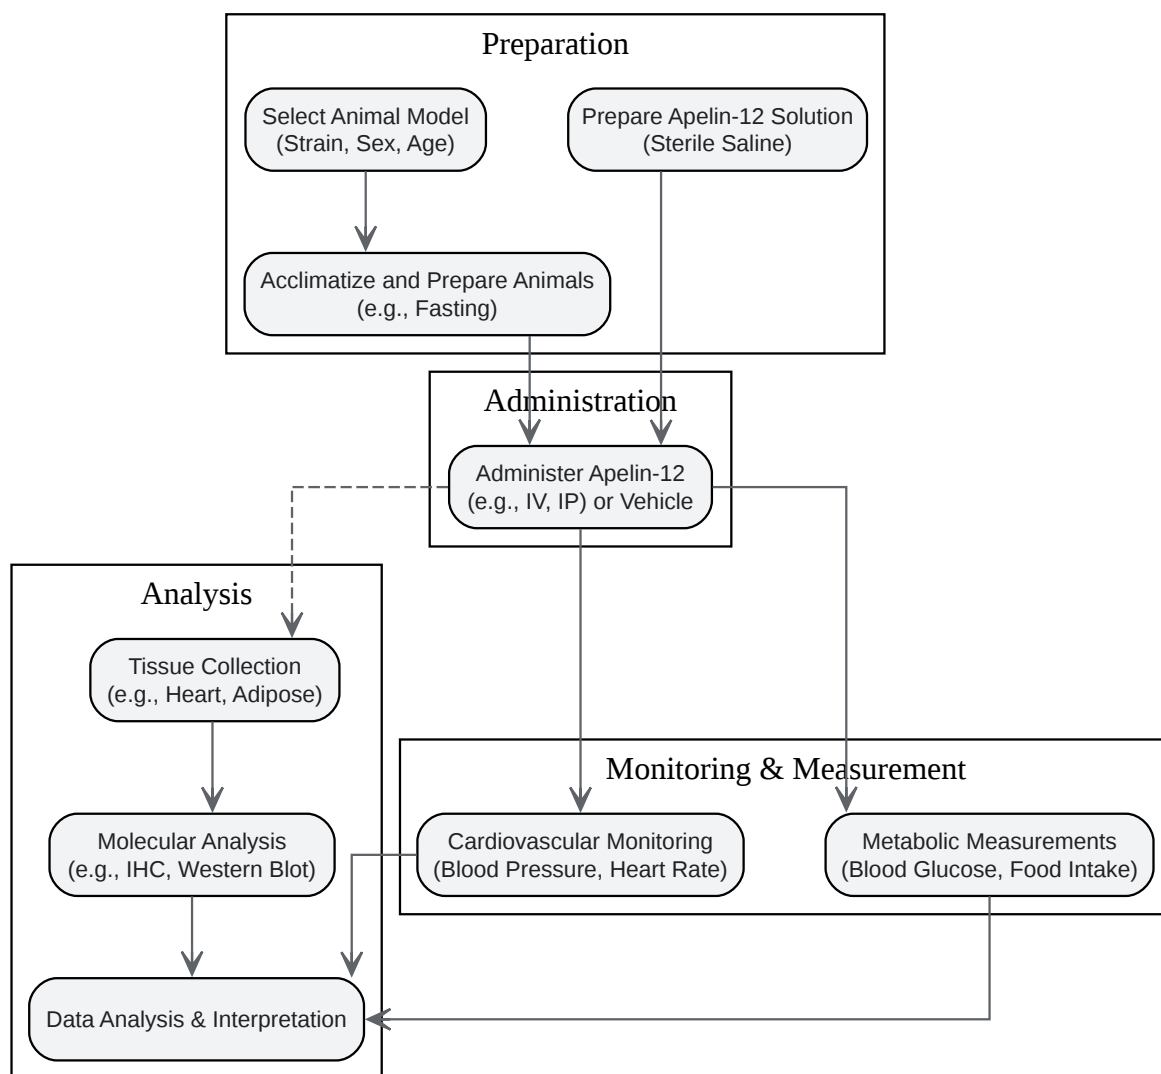 Preparation
Select Animal Model
(Strain, Sex, Age)
Prepare Apelin-12 Solution
(Sterile Saline)
Acclimatize and Prepare Animals
(e.g., Fasting)
Administration
Administer Apelin-12
(e.g., IV, IP) or Vehicle
Analysis
Tissue Collection
(e.g., Heart, Adipose)
Monitoring & Measurement
Molecular Analysis
(e.g., IHC, Western Blot)
Cardiovascular Monitoring
(Blood Pressure, Heart Rate)
Metabolic Measurements
(Blood Glucose, Food Intake)
Data Analysis & Interpretation